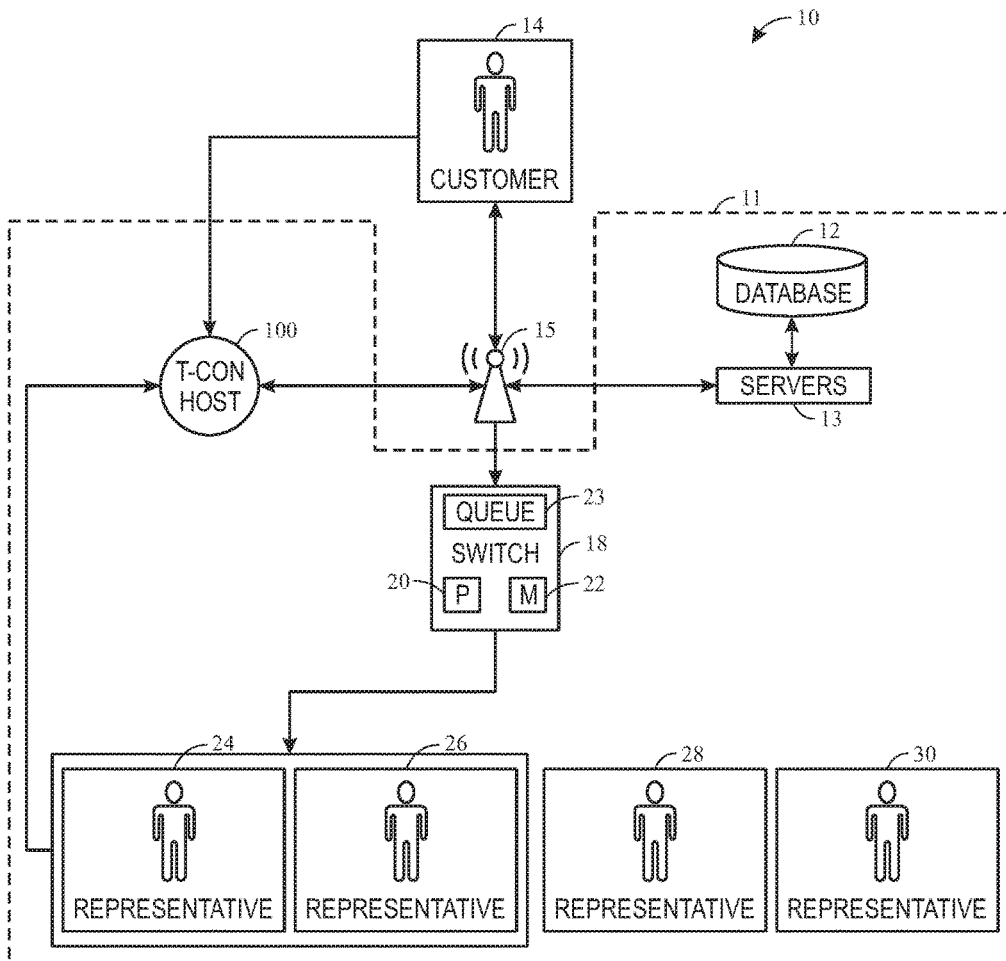 10
14
CUSTOMER
11
12
DATABASE
100
15
T-CON
HOST
SERVERS
13
QUEUE
23
SWITCH
18
20
P
M
22
24
26
28
30
REPRESENTATIVE
REPRESENTATIVE
REPRESENTATIVE
REPRESENTATIVE